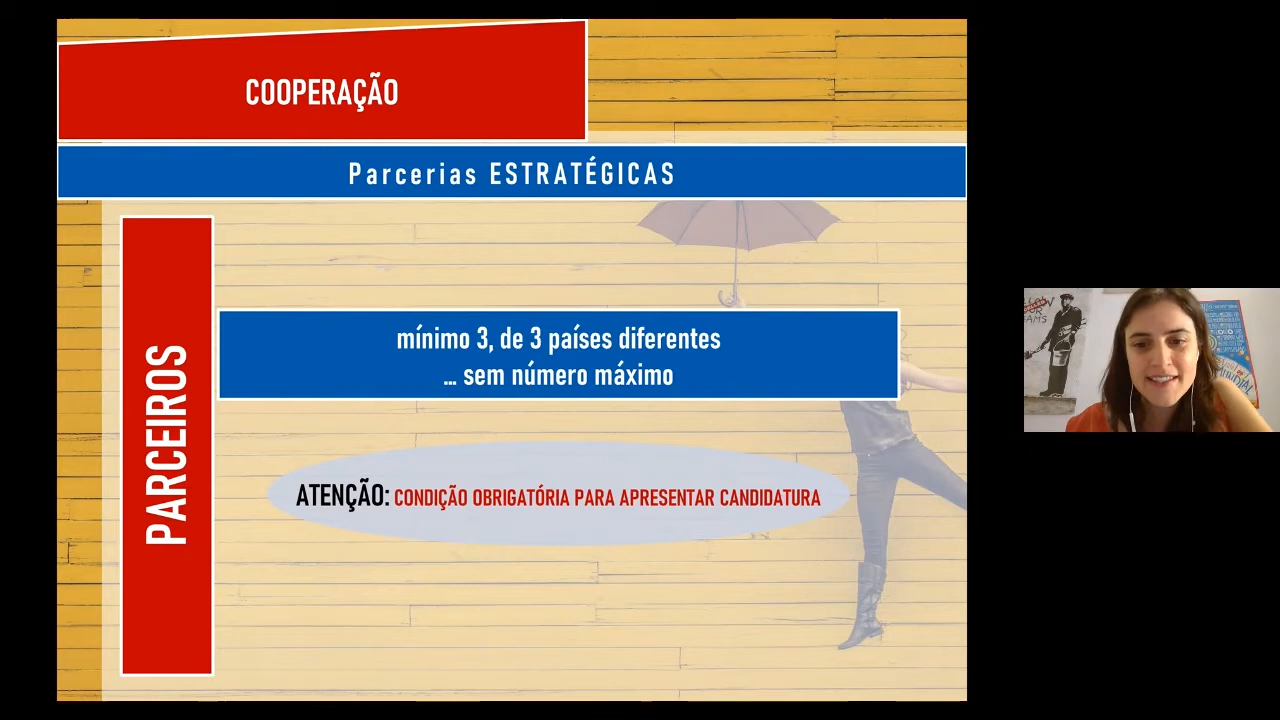 COOPERAÇÃO
Parcerias ESTRATÉGICAS
PARCEIROS
mínimo 3, de 3 países diferentes
... sem número máximo
ATENÇÃO: CONDIÇÃO OBRIGATÓRIA PARA APRESENTAR CANDIDATURA